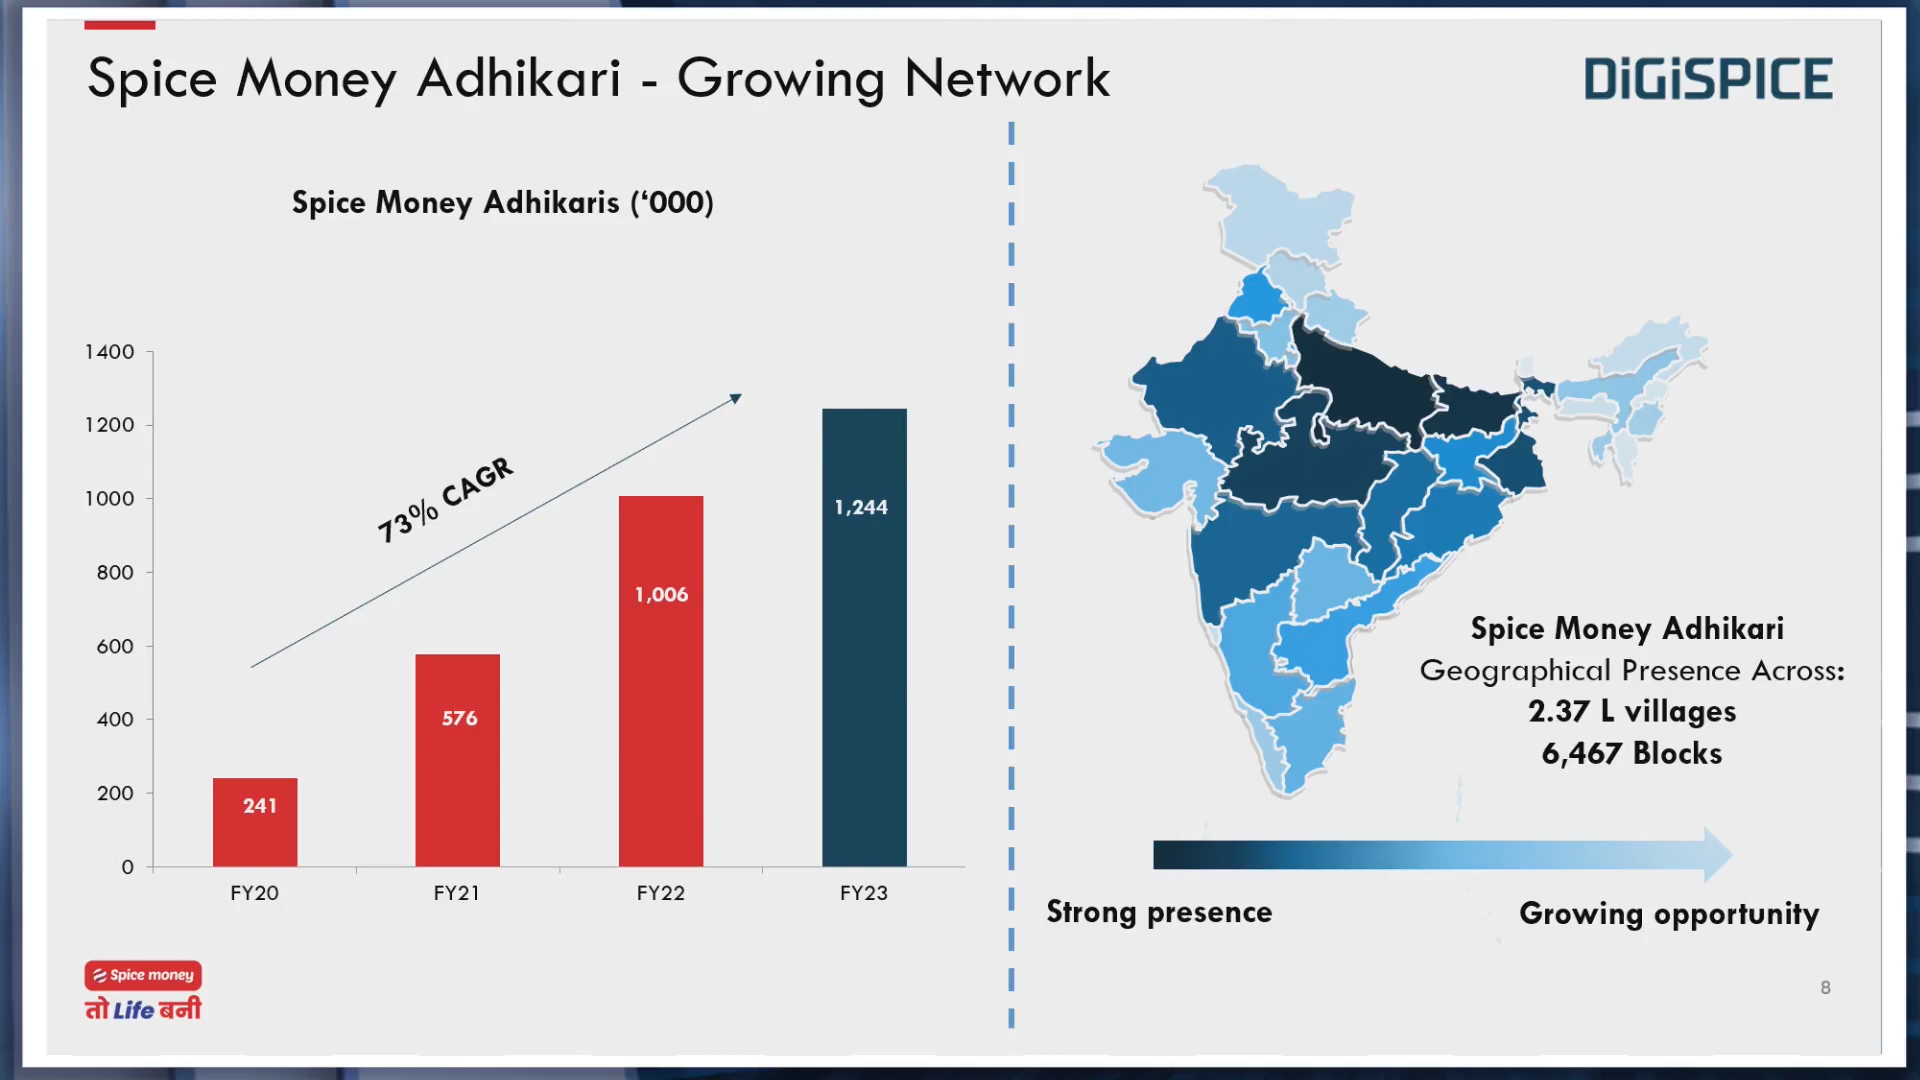 Spice Money Adhikari - Growing Network
DiGiSPICE
Spice Money Adhikaris (‘000)
1400
1200
1000
800
600
400
200
0
73% CAGR
241
576
1,006
1,244
FY20
FY21
FY22
FY23
Spice Money Adhikari
Geographical Presence Across:
2.37 L villages
6,467 Blocks
Strong presence
Growing opportunity
Spice money
तो Life बनी
8